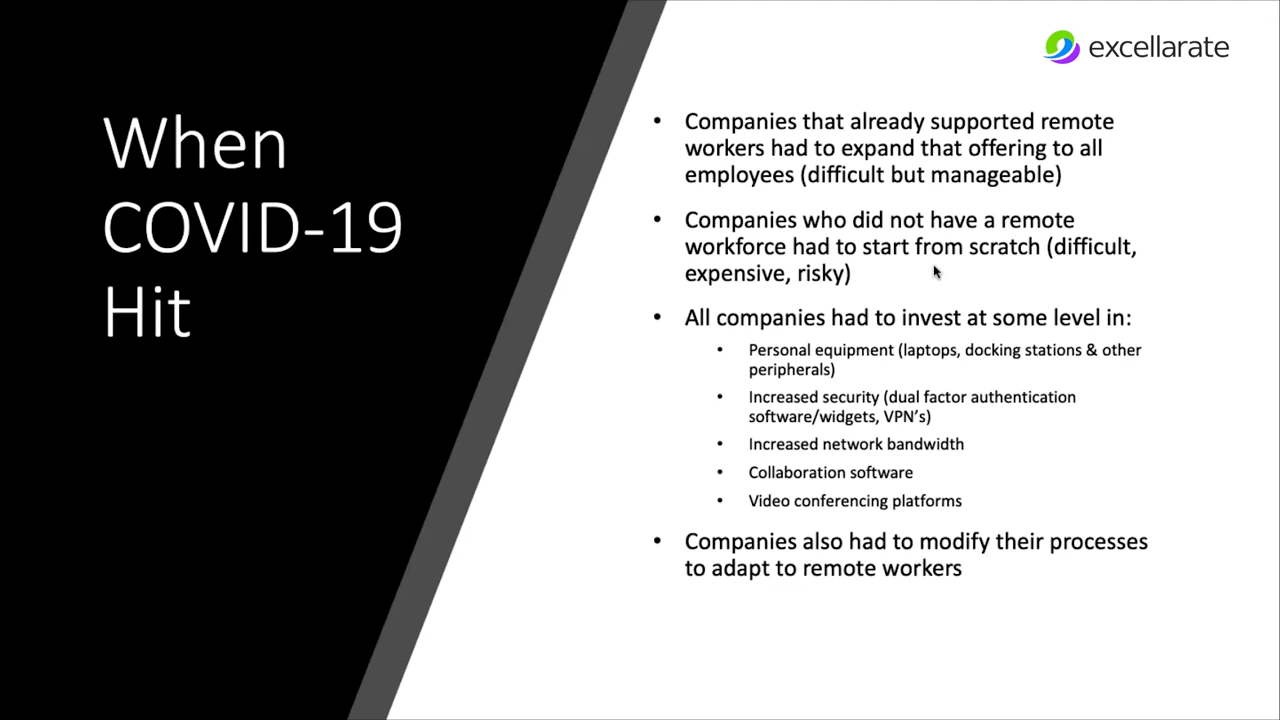 When
COVID-19
Hit
excellarate
• Companies that already supported remote
workers had to expand that offering to all
employees (difficult but manageable)
• Companies who did not have a remote
workforce had to start from scratch (difficult,
expensive, risky)
• All companies had to invest at some level in:
• Personal equipment (laptops, docking stations & other
peripherals)
• Increased security (dual factor authentication
software/widgets, VPN’s)
• Increased network bandwidth
• Collaboration software
• Video conferencing platforms
• Companies also had to modify their processes
to adapt to remote workers